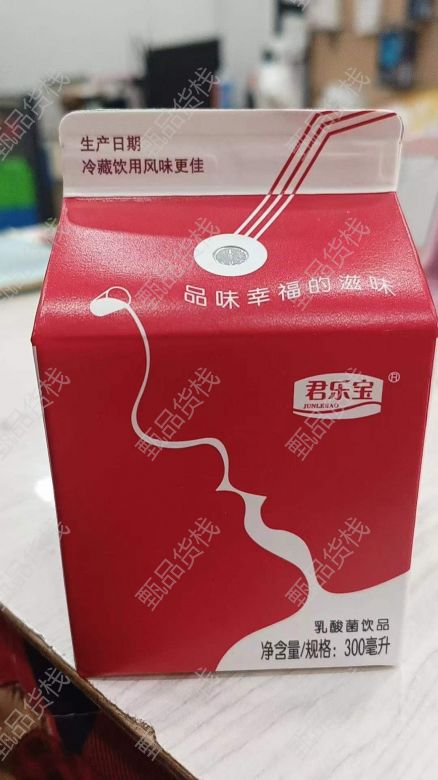 生产日期
冷藏饮用风味更佳
品味幸福的滋味
君乐宝
JUNLEBAO
乳酸菌饮品
净含量/规格：300毫升
甄品货栈